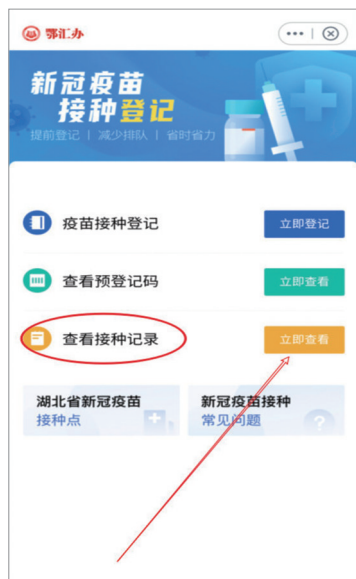 鄂汇办
新冠疫苗
接种登记
提前登记 | 减少排队 | 省时省力
疫苗接种登记
立即登记
查看预登记码
立即查看
查看接种记录
立即查看
湖北省新冠疫苗
接种点
新冠疫苗接种
常见问题